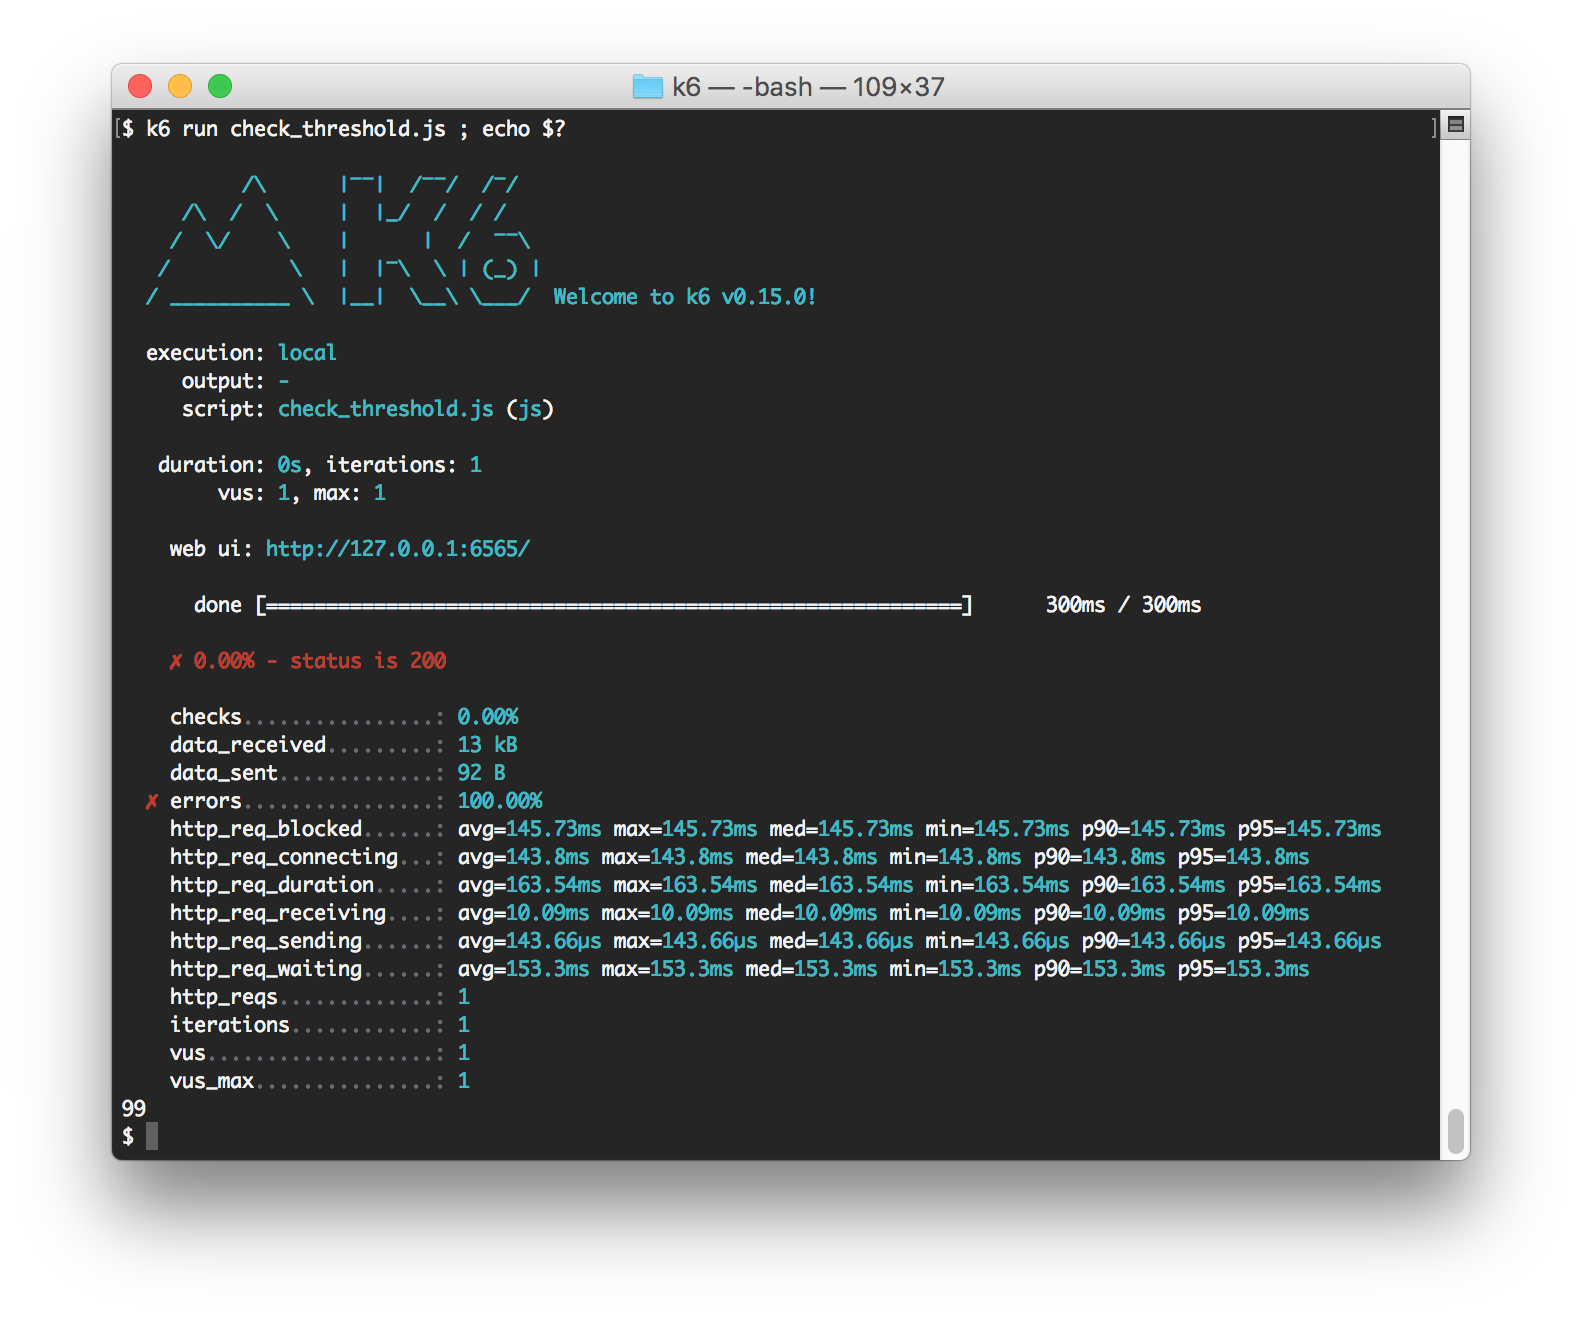 k6 — -bash — 109×37
[$ k6 run check_threshold.js ; echo $? ]
Welcome to k6 v0.15.0!
execution: local
output: -
script: check_threshold.js (js)
duration: 0s, iterations: 1
vus: 1, max: 1
web ui: http://127.0.0.1:6565/
done [==========================================================] 300ms / 300ms
✗ 0.00% - status is 200
checks................: 0.00%
data_received.........: 13 kB
data_sent.............: 92 B
✗ errors................: 100.00%
http_req_blocked......: avg=145.73ms max=145.73ms med=145.73ms min=145.73ms p90=145.73ms p95=145.73ms
http_req_connecting...: avg=143.8ms max=143.8ms med=143.8ms min=143.8ms p90=143.8ms p95=143.8ms
http_req_duration.....: avg=163.54ms max=163.54ms med=163.54ms min=163.54ms p90=163.54ms p95=163.54ms
http_req_receiving....: avg=10.09ms max=10.09ms med=10.09ms min=10.09ms p90=10.09ms p95=10.09ms
http_req_sending......: avg=143.66µs max=143.66µs med=143.66µs min=143.66µs p90=143.66µs p95=143.66µs
http_req_waiting......: avg=153.3ms max=153.3ms med=153.3ms min=153.3ms p90=153.3ms p95=153.3ms
http_reqs.............: 1
iterations............: 1
vus...................: 1
vus_max...............: 1
99
$